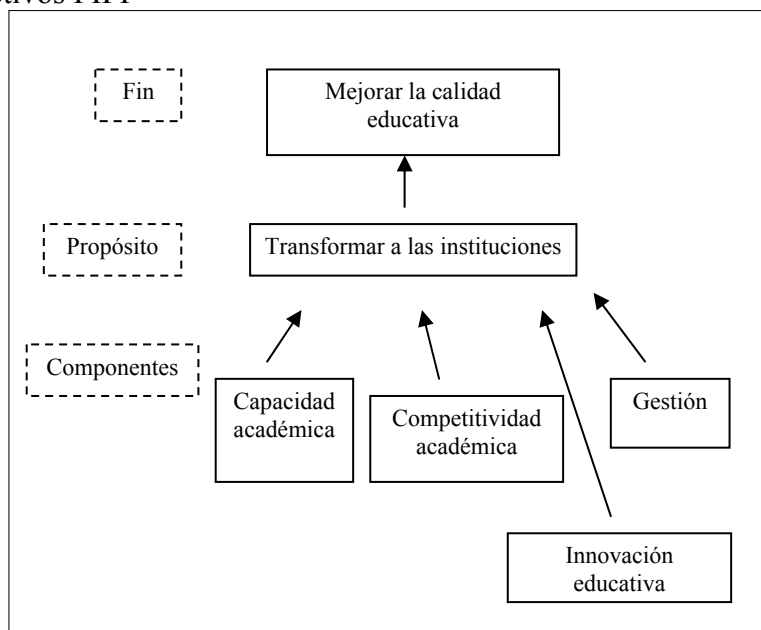 Fin
Mejorar la calidad
educativa
Propósito
Transformar a las instituciones
Componentes
Capacidad
académica
Competitividad
académica
Gestión
Innovación
educativa